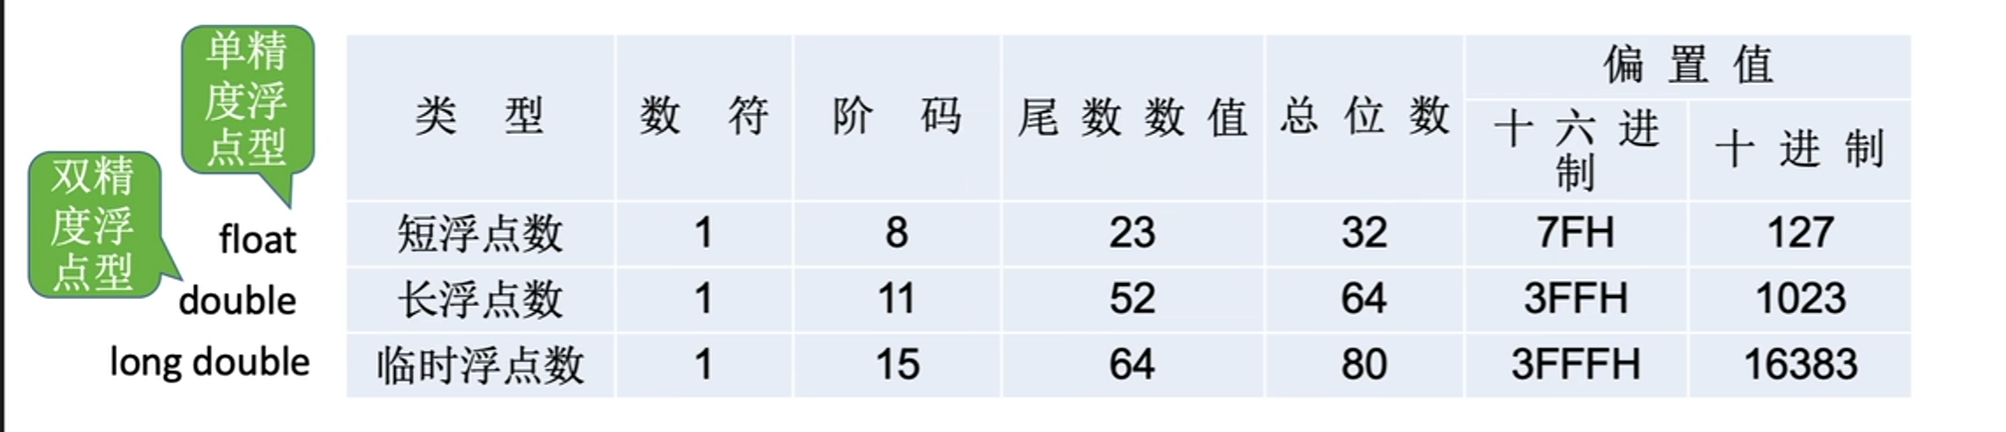 单精
度浮
点型
双精
度浮
点型
float
double
long double
类 型 数 符 阶 码 尾数数值 总位数 偏置值
十六进
制
十进制
短浮点数 1 8 23 32 7FH 127
长浮点数 1 11 52 64 3FFH 1023
临时浮点数 1 15 64 80 3FFFH 16383